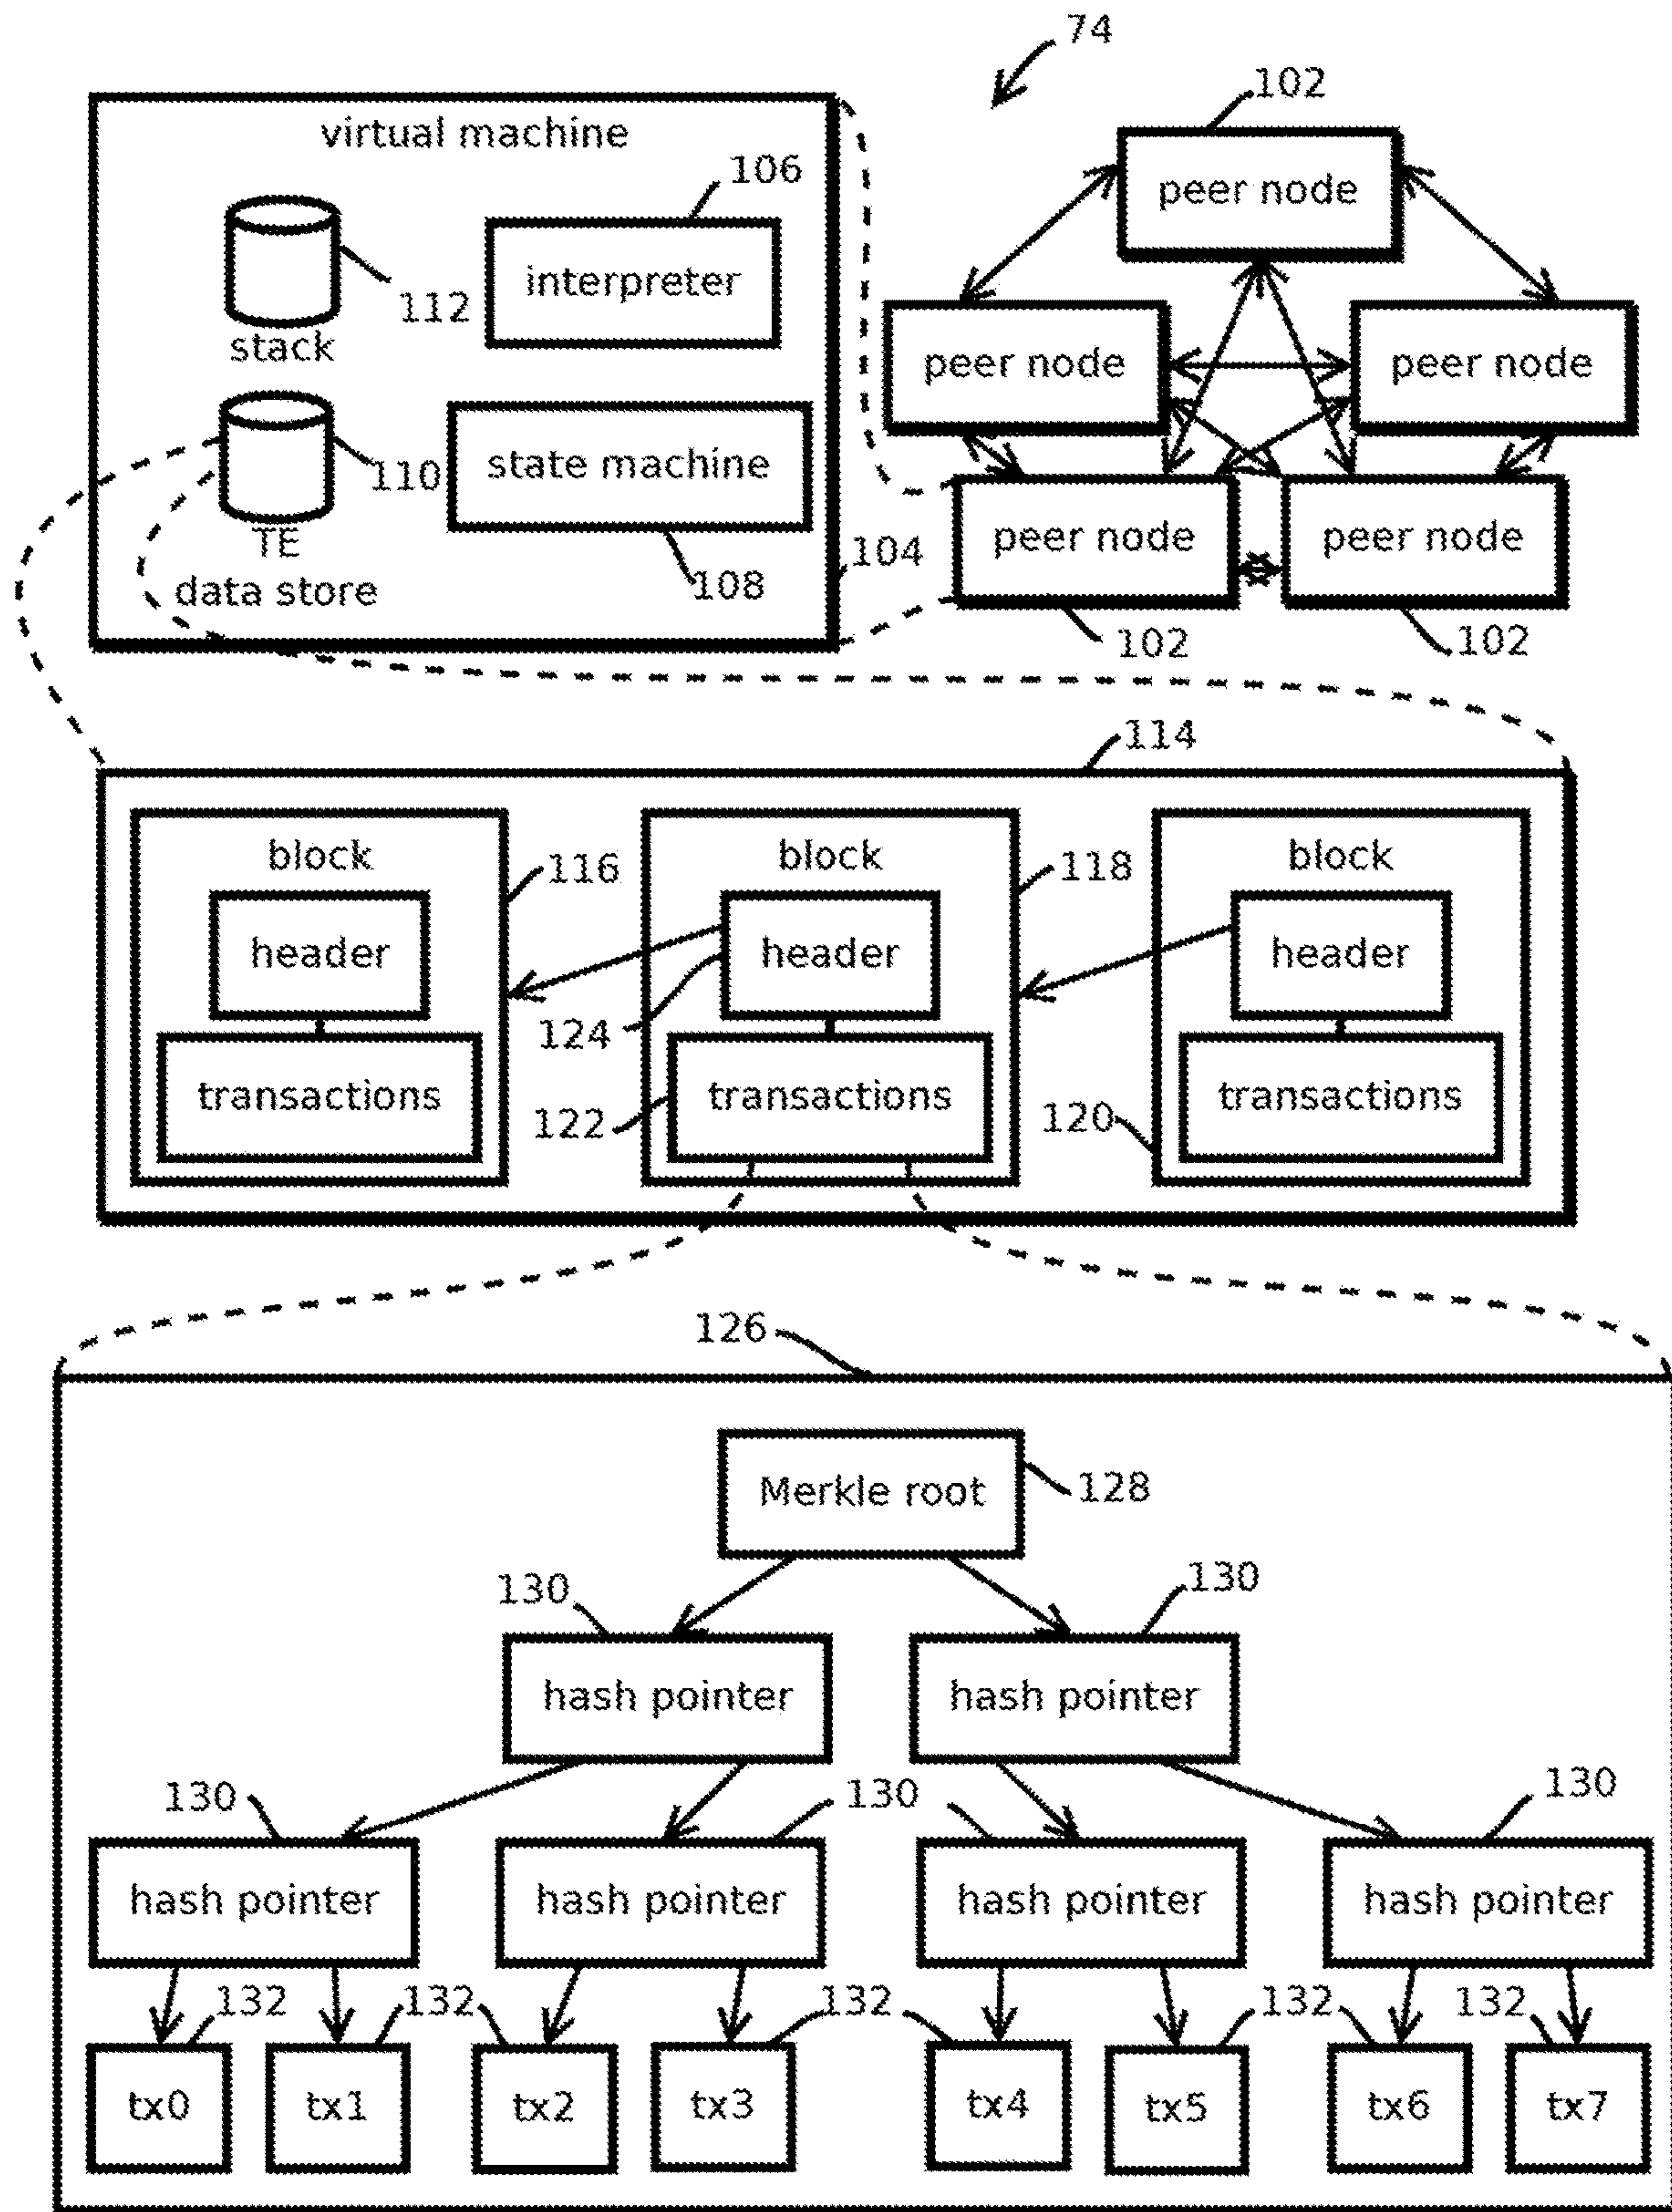 74
102
virtual machine
106
peer node
interpreter
112
stack
peer node
peer node
state machine
110
TE
data store
108
104
peer node
peer node
102
102
114
block
116
block
118
block
header
header
header
124
transactions
122
transactions
120
transactions
126
Merkle root
128
130
130
hash pointer
hash pointer
130
130
130
hash pointer
hash pointer
hash pointer
hash pointer
132
132
132
132
132
tx0
tx1
tx2
tx3
tx4
tx5
tx6
tx7